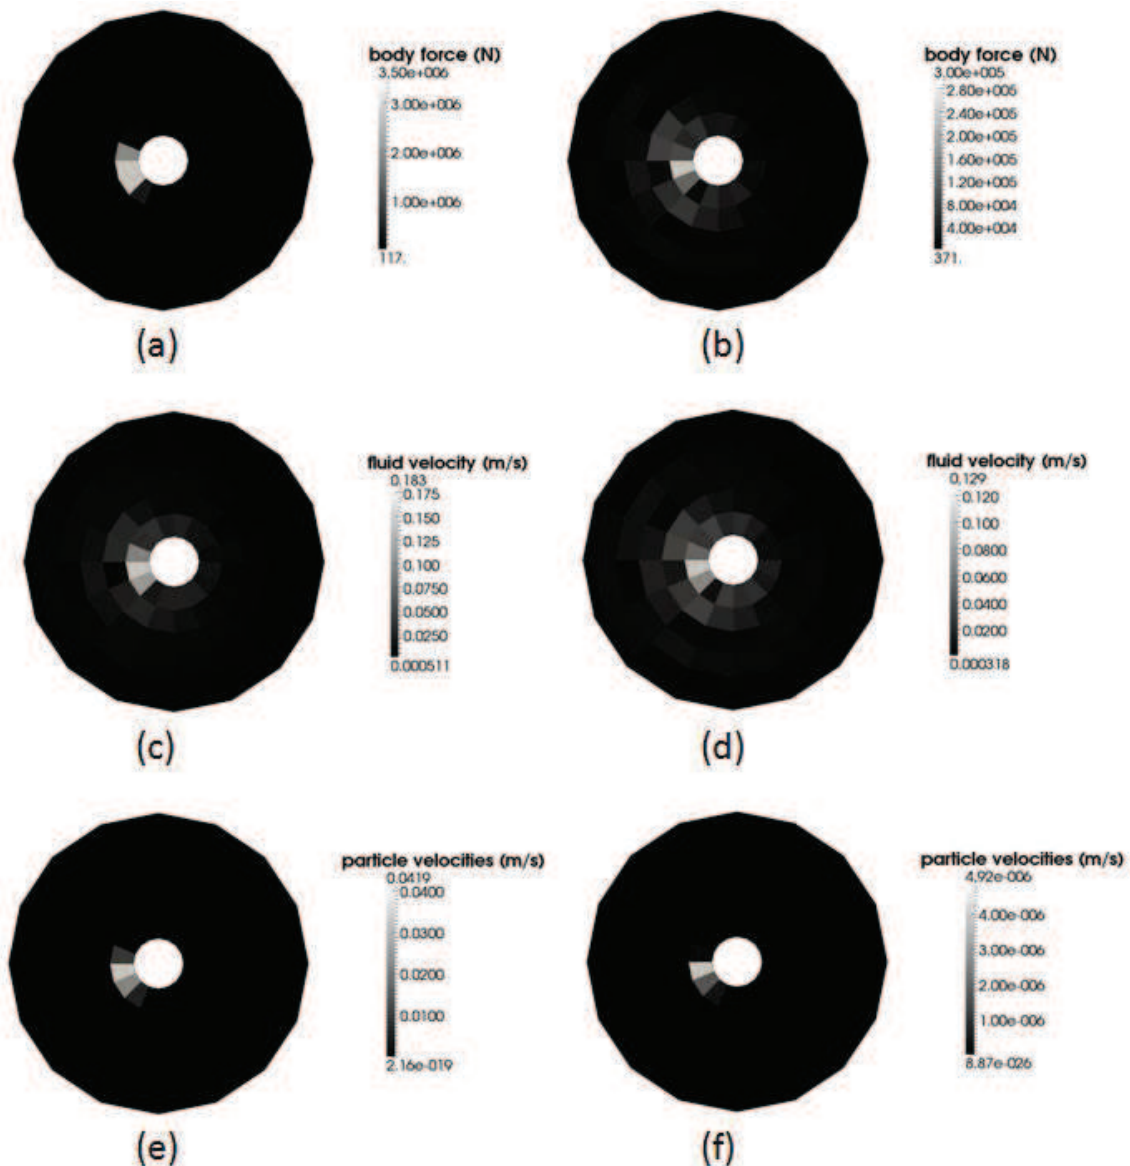 body force (N)
3.50e+006
3.00e+006
2.00e+006
1.00e+006
117.
(a)
body force (N)
3.00e+005
2.80e+005
2.40e+005
2.00e+005
1.60e+005
1.20e+005
8.00e+004
4.00e+004
371.
(b)
fluid velocity (m/s)
0.183
0.175
0.150
0.125
0.100
0.0750
0.0500
0.0250
0.000511
(c)
fluid velocity (m/s)
0.129
0.120
0.100
0.0800
0.0600
0.0400
0.0200
0.000318
(d)
particle velocities (m/s)
0.0419
0.0400
0.0300
0.0200
0.0100
2.16e-019
(e)
particle velocities (m/s)
4.92e-006
4.00e-006
3.00e-006
2.00e-006
1.00e-006
8.87e-026
(f)